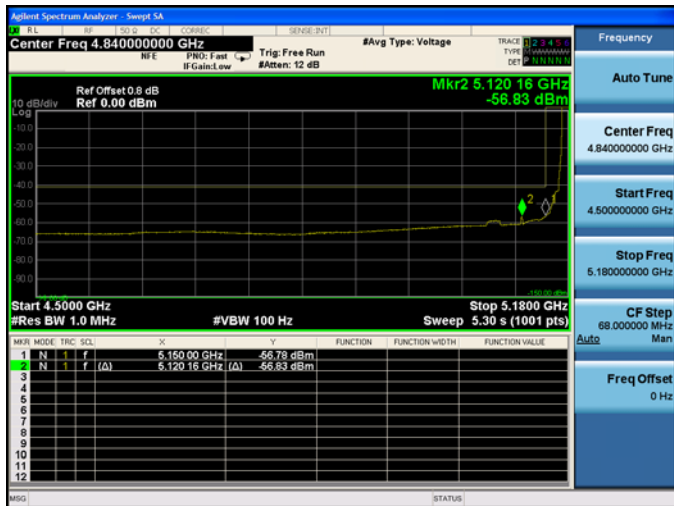 Agilent Spectrum Analyzer - Swept SA
RL RF 50 Ω DC CORREC SENSE:INT
Center Freq 4.840000000 GHz
NFE PNO: Fast IFGain:Low
Trig: Free Run
#Atten: 12 dB
#Avg Type: Voltage
TRACE 1 2 3 4 5 6
TYPE
DET P N N N N N
Ref Offset 0.8 dB
10 dB/div Ref 0.00 dBm
Log
Mkr2 5.120 16 GHz
-56.83 dBm
-10.0
-20.0
-30.0
-40.0
-50.0
-60.0
-70.0
-80.0
-90.0
2
1
-150.00 dBm
Start 4.5000 GHz Stop 5.1800 GHz
#Res BW 1.0 MHz #VBW 100 Hz Sweep 5.30 s (1001 pts)
MKR MODE TRC SCL X Y FUNCTION FUNCTION WIDTH FUNCTION VALUE
1 N 1 f 5.150 00 GHz -56.78 dBm
2 N 1 f (Δ) 5.120 16 GHz (Δ) -56.83 dBm
3
4
5
6
7
8
9
10
11
12
MSG STATUS
Frequency
Auto Tune
Center Freq
4.840000000 GHz
Start Freq
4.500000000 GHz
Stop Freq
5.180000000 GHz
CF Step
68.000000 MHz
Auto Man
Freq Offset
0 Hz